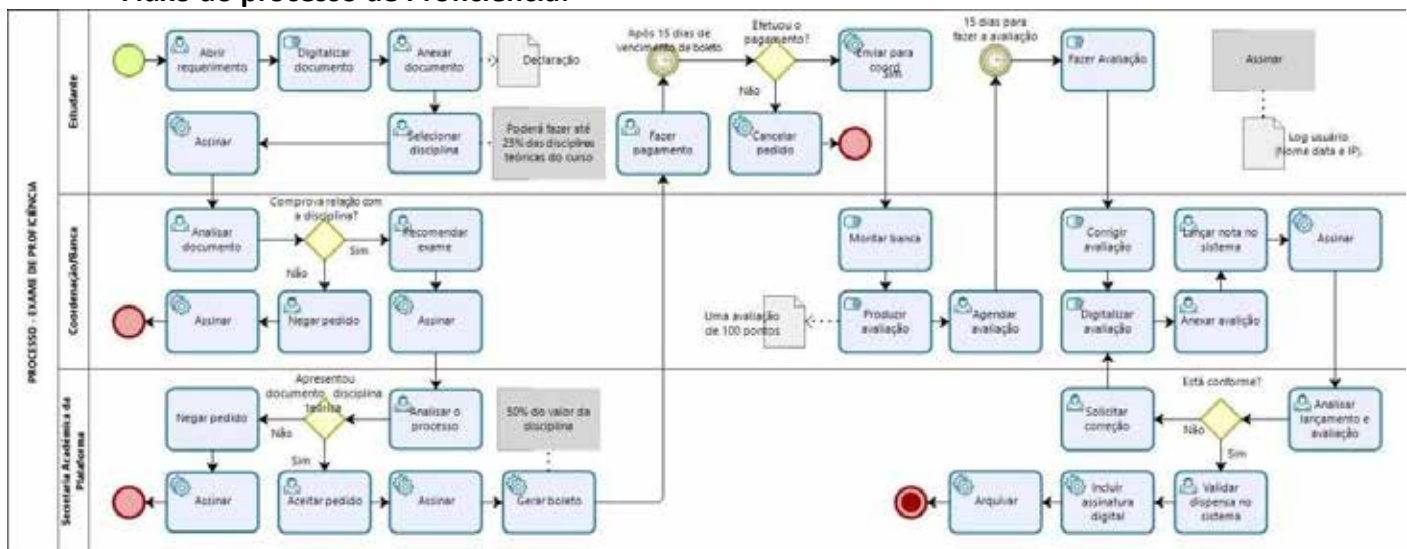 Fluxo do processo de Proficiência:
PROCESSO - EXAME DE PROFICIÊNCIA
Estudante
Abrir
requerimento
Digitalizar
documento
Anexar
documento
Declaração
Assinar
Selecionar
disciplina
Poderá fazer até
25% das disciplinas
teóricas do curso
Após 15 dias de
vencimento de boleto
Fazer
pagamento
Efetuou o
pagamento?
Não
Sim
Cancelar
pedido
Enviar para
coord
15 dias para
fazer a avaliação
Fazer Avaliação
Assinar
Log usuário
(Nome data e IP).
Coordenação/Banca
Analisar
documento
Comprova relação com
a disciplina?
Sim
Não
Recomendar
exame
Assinar
Negar pedido
Assinar
Montar banca
Uma avaliação
de 100 pontos
Produzir
avaliação
Agendar
avaliação
Corrigir
avaliação
Digitalizar
avaliação
Lançar nota no
sistema
Anexar avalição
Assinar
Secretaria Acadêmica da
Plataforma
Negar pedido
Apresentou
documento, disciplina
teórica
Não
Sim
Analisar o
processo
Assinar
Aceitar pedido
Assinar
50% do valor da
disciplina
Gerar boleto
Solicitar
correção
Está conforme?
Não
Sim
Analisar
lançamento e
avaliação
Arquivar
Incluir
assinatura
digital
Validar
dispensa no
sistema